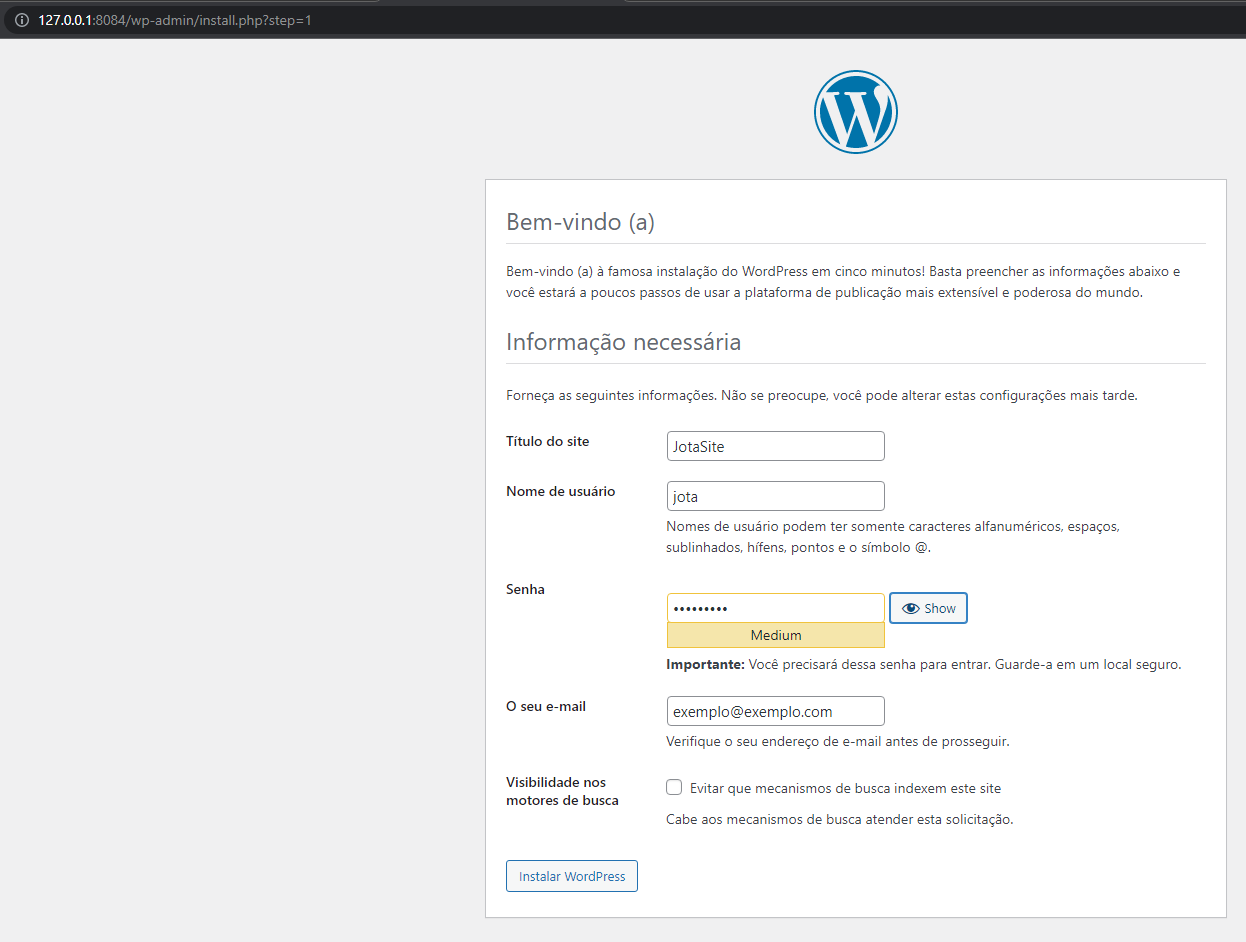 127.0.0.1:8084/wp-admin/install.php?step=1
Bem-vindo (a)
Bem-vindo (a) à famosa instalação do WordPress em cinco minutos! Basta preencher as informações abaixo e
você estará a poucos passos de usar a plataforma de publicação mais extensível e poderosa do mundo.
Informação necessária
Forneça as seguintes informações. Não se preocupe, você pode alterar estas configurações mais tarde.
Título do site
JotaSite
Nome de usuário
jota
Nomes de usuário podem ter somente caracteres alfanuméricos, espaços,
sublinhados, hífens, pontos e o símbolo @.
Senha
•••••••••
Show
Medium
Importante: Você precisará dessa senha para entrar. Guarde-a em um local seguro.
O seu e-mail
exemplo@exemplo.com
Verifique o seu endereço de e-mail antes de prosseguir.
Visibilidade nos
motores de busca
Evitar que mecanismos de busca indexem este site
Cabe aos mecanismos de busca atender esta solicitação.
Instalar WordPress